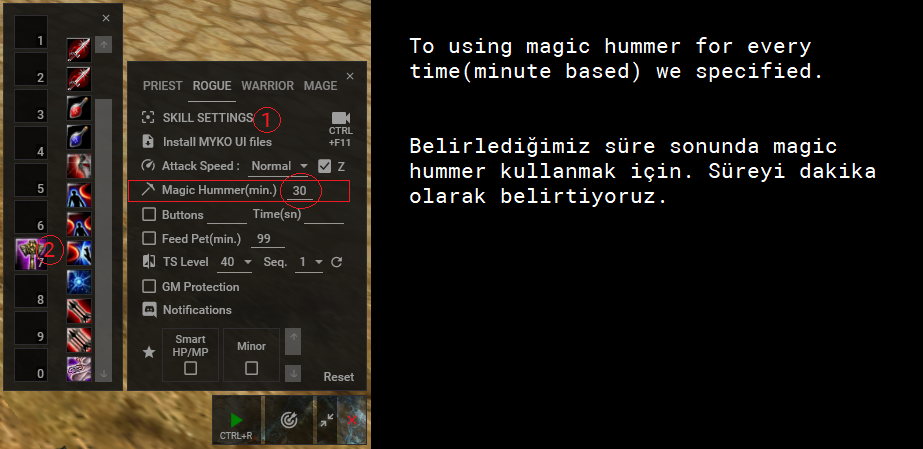 1
2
3
4
5
6
7
8
9
0
2
PRIEST ROGUE WARRIOR MAGE
SKILL SETTINGS 1
CTRL
+F11
Install MYKO UI files
Attack Speed : Normal Z
Magic Hummer(min.) 30
Buttons Time(sn)
Feed Pet(min.) 99
TS Level 40 Seq. 1
GM Protection
Notifications
Smart
HP/MP
Minor
Reset
CTRL+R
To using magic hummer for every
time(minute based) we specified.
Belirlediğimiz süre sonunda magic
hummer kullanmak için. Süreyi dakika
olarak belirtiyoruz.